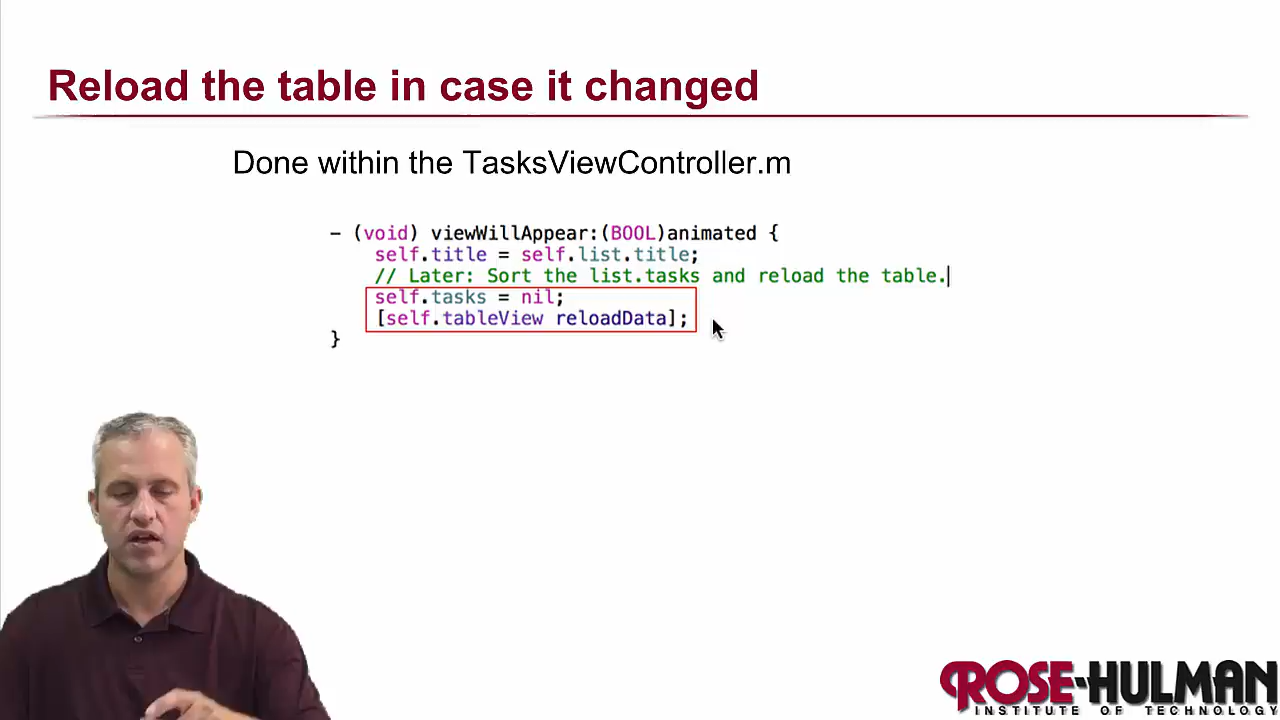 Reload the table in case it changed
Done within the TasksViewController.m
- (void) viewWillAppear:(BOOL)animated {
self.title = self.list.title;
// Later: Sort the list.tasks and reload the table.
self.tasks = nil;
[self.tableView reloadData];
}
ROSE-HULMAN
INSTITUTE OF TECHNOLOGY